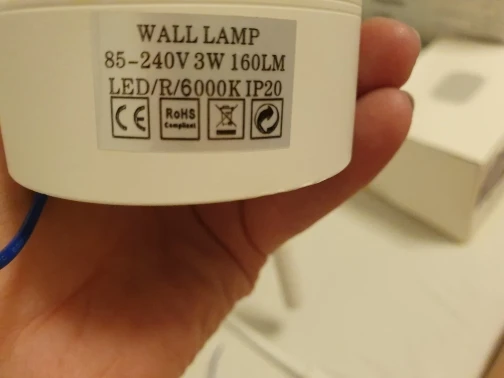 WALL LAMP
85-240V 3W 160LM
LED/R/6000K IP20
CE RoHS
Compliant